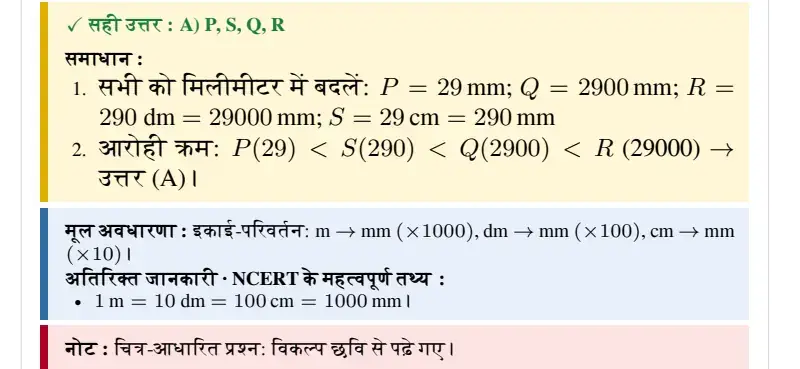 ✓ सही उत्तर : A) P, S, Q, R
समाधान :
1. सभी को मिलीमीटर में बदलें: P = 29 mm; Q = 2900 mm; R =
290 dm = 29000 mm; S = 29 cm = 290 mm
2. आरोही क्रम: P(29) < S(290) < Q(2900) < R (29000) →
उत्तर (A)।
मूल अवधारणा : इकाई-परिवर्तन: m → mm (×1000), dm → mm (×100), cm → mm
(×10)।
अतिरिक्त जानकारी · NCERT के महत्वपूर्ण तथ्य :
• 1 m = 10 dm = 100 cm = 1000 mm।
नोट : चित्र-आधारित प्रश्न: विकल्प छवि से पढ़े गए।